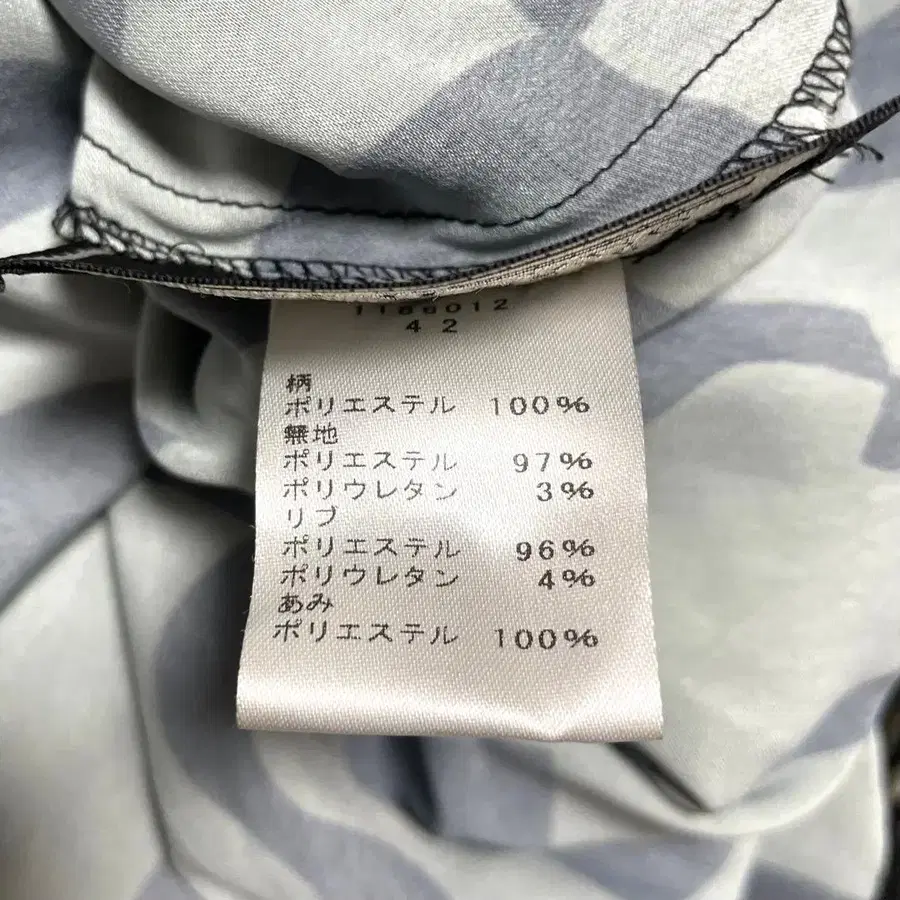 1186012
42
柄
ポリエステル 100%
無地
ポリエステル 97%
ポリウレタン 3%
リブ
ポリエステル 96%
ポリウレタン 4%
あみ
ポリエステル 100%